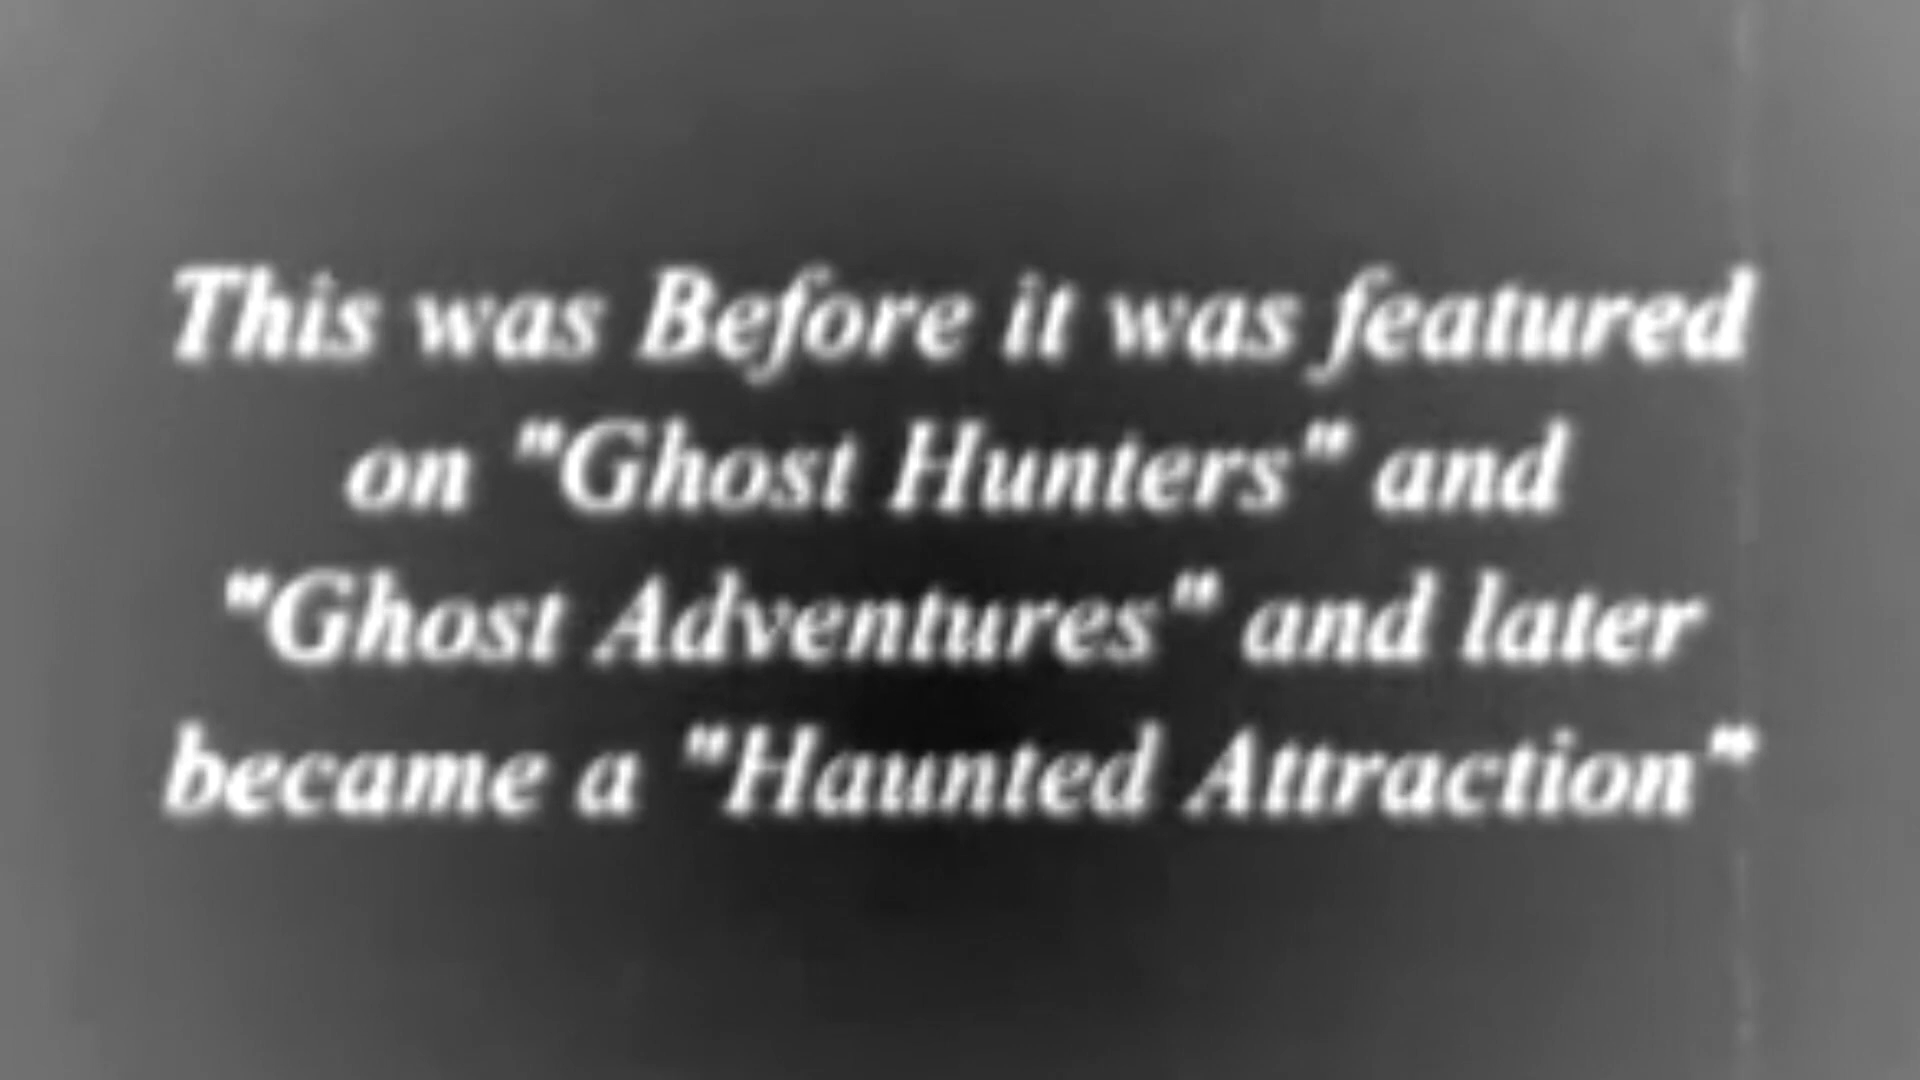 This was Before it was featured
on "Ghost Hunters" and
"Ghost Adventures" and later
became a "Haunted Attraction"